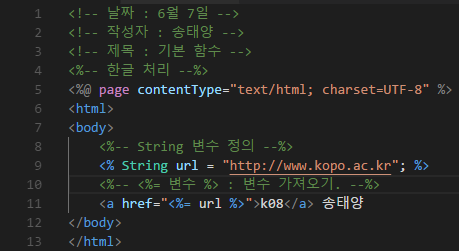 1 <!-- 날짜 : 6월 7일 -->
2 <!-- 작성자 : 송태양 -->
3 <!-- 제목 : 기본 함수 -->
4 <%-- 한글 처리 --%>
5 <%@ page contentType="text/html; charset=UTF-8" %>
6 <html>
7 <body>
8 <%-- String 변수 정의 --%>
9 <% String url = "http://www.kopo.ac.kr"; %>
10 <%-- <%= 변수 %> : 변수 가져오기. --%>
11 <a href="<%= url %>">k08</a> 송태양
12 </body>
13 </html>